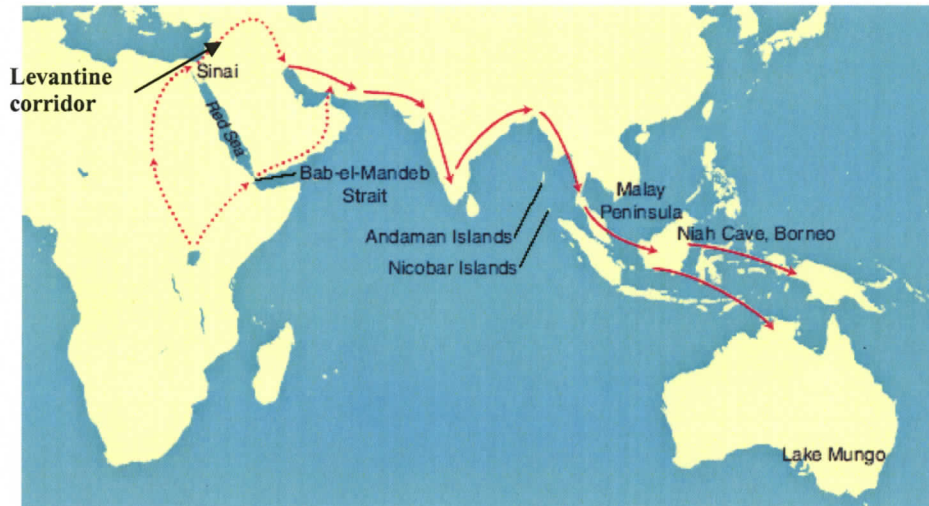 Levantine
corridor
Sinai
Red Sea
Bab-el-Mandeb
Strait
Malay
Peninsula
Andaman Islands
Niah Cave, Borneo
Nicobar Islands
Lake Mungo